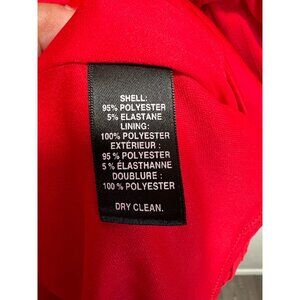 SHELL:
95% POLYESTER
5% ELASTANE
LINING:
100% POLYESTER
EXTÉRIEUR :
95 % POLYESTER
5 % ÉLASTHANNE
DOUBLURE :
100 % POLYESTER
DRY CLEAN.